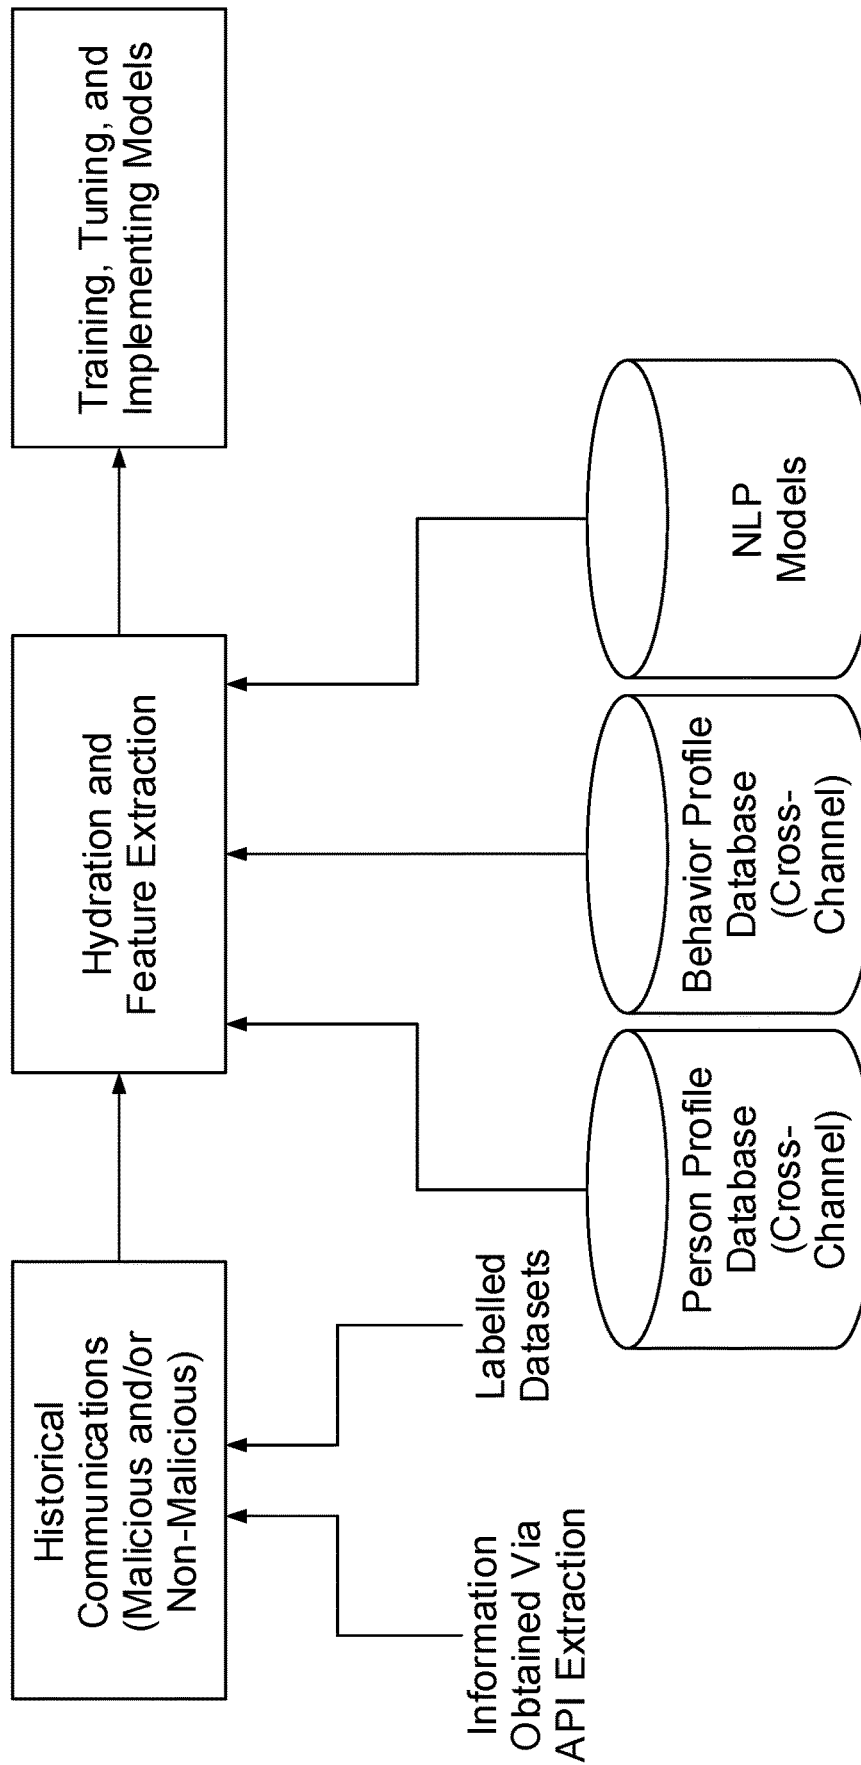 Historical
Communications
(Malicious and/or
Non-Malicious)
Hydration and
Feature Extraction
Training, Tuning, and
Implementing Models
Information
Obtained Via
API Extraction
Labelled
Datasets
Person Profile
Database
(Cross-
Channel)
Behavior Profile
Database
(Cross-
Channel)
NLP
Models